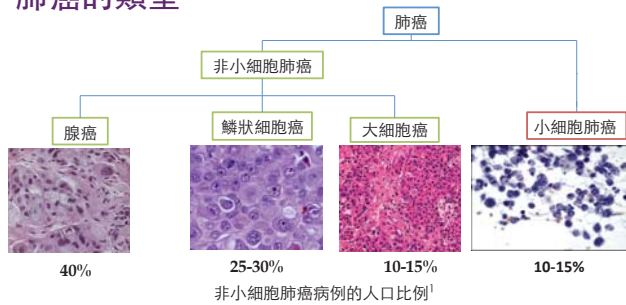 肺癌的類型
肺癌
非小細胞肺癌
腺癌
鱗狀細胞癌
大細胞癌
小細胞肺癌
40%
25-30%
10-15%
10-15%
非小細胞肺癌病例的人口比例1